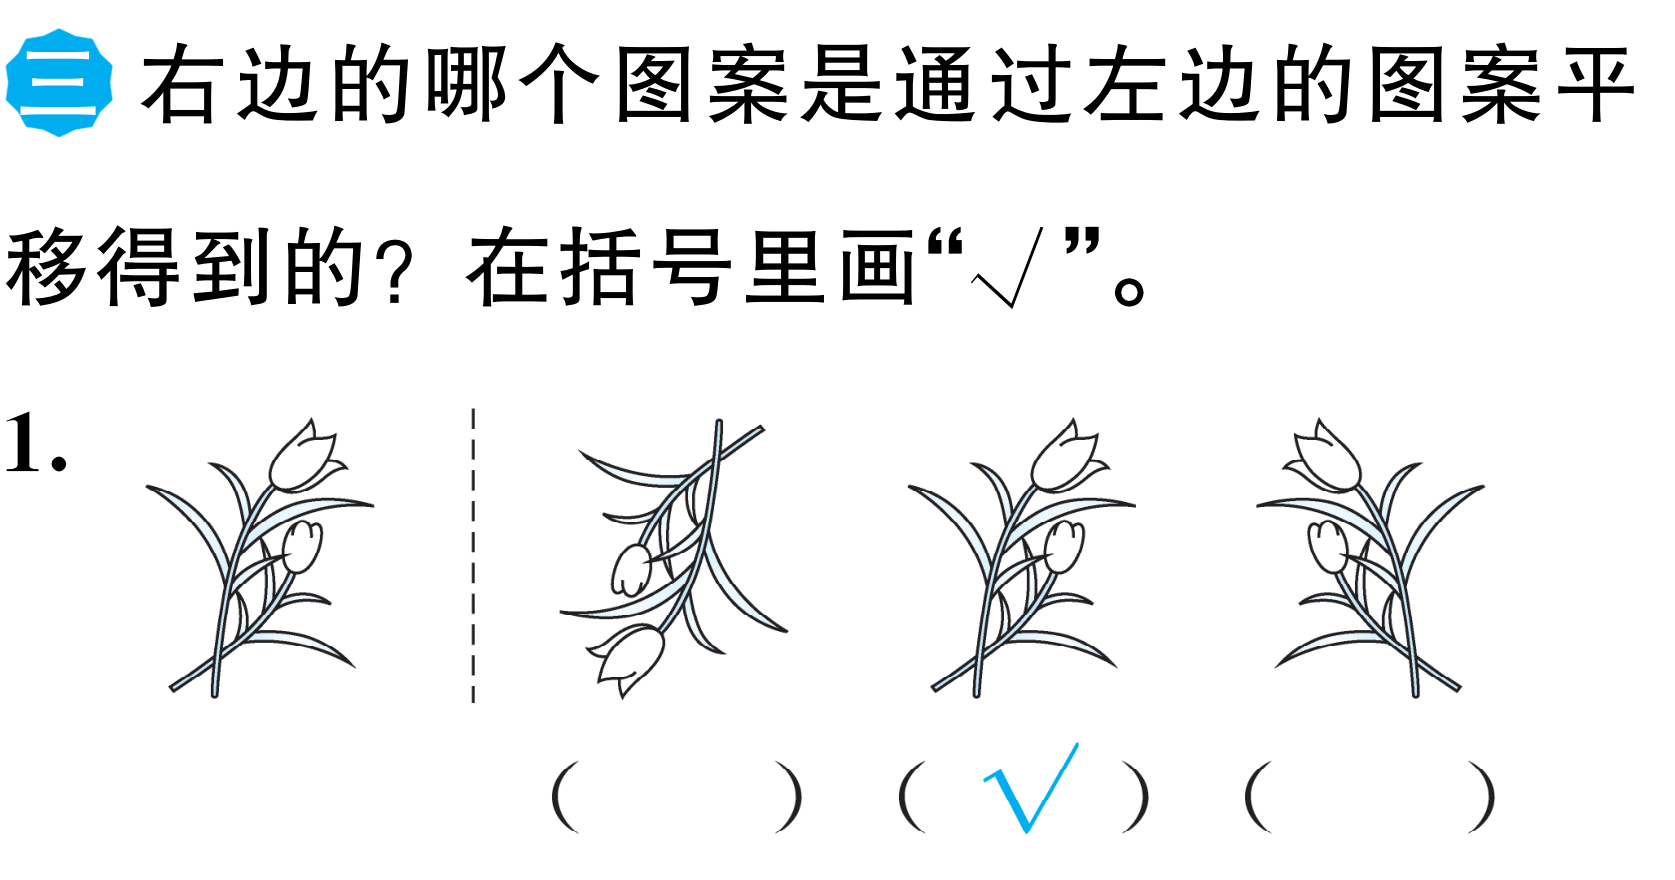 三 右边的哪个图案是通过左边的图案平
移得到的？在括号里画“√”。
1.
（　　）（ √ ）（　　）